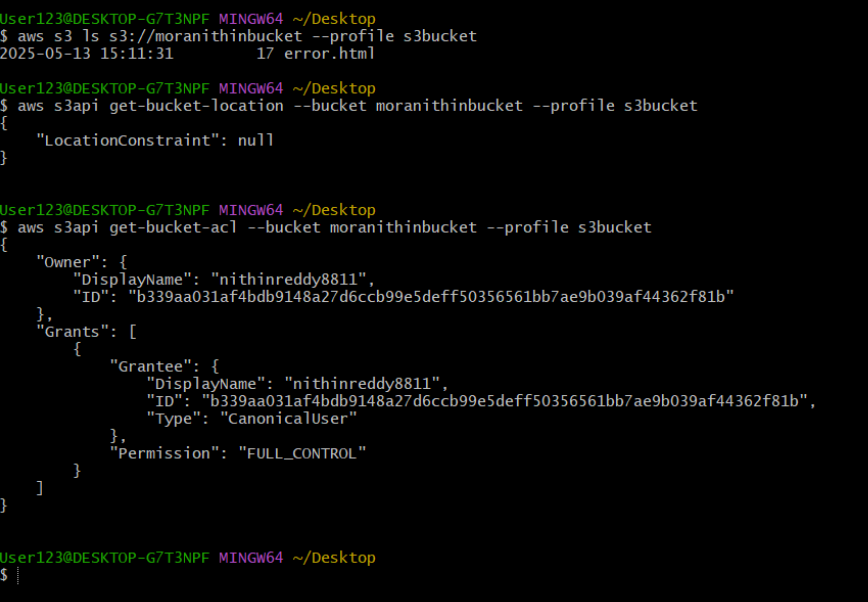 User123@DESKTOP-G7T3NPF MINGW64 ~/Desktop
$ aws s3 ls s3://moranithinbucket --profile s3bucket
2025-05-13 15:11:31         17 error.html

User123@DESKTOP-G7T3NPF MINGW64 ~/Desktop
$ aws s3api get-bucket-location --bucket moranithinbucket --profile s3bucket
{
    "LocationConstraint": null
}

User123@DESKTOP-G7T3NPF MINGW64 ~/Desktop
$ aws s3api get-bucket-acl --bucket moranithinbucket --profile s3bucket
{
    "Owner": {
        "DisplayName": "nithinreddy8811",
        "ID": "b339aa031af4bdb9148a27d6ccb99e5deff50356561bb7ae9b039af44362f81b"
    },
    "Grants": [
        {
            "Grantee": {
                "DisplayName": "nithinreddy8811",
                "ID": "b339aa031af4bdb9148a27d6ccb99e5deff50356561bb7ae9b039af44362f81b",
                "Type": "CanonicalUser"
            },
            "Permission": "FULL_CONTROL"
        }
    ]
}

User123@DESKTOP-G7T3NPF MINGW64 ~/Desktop
$